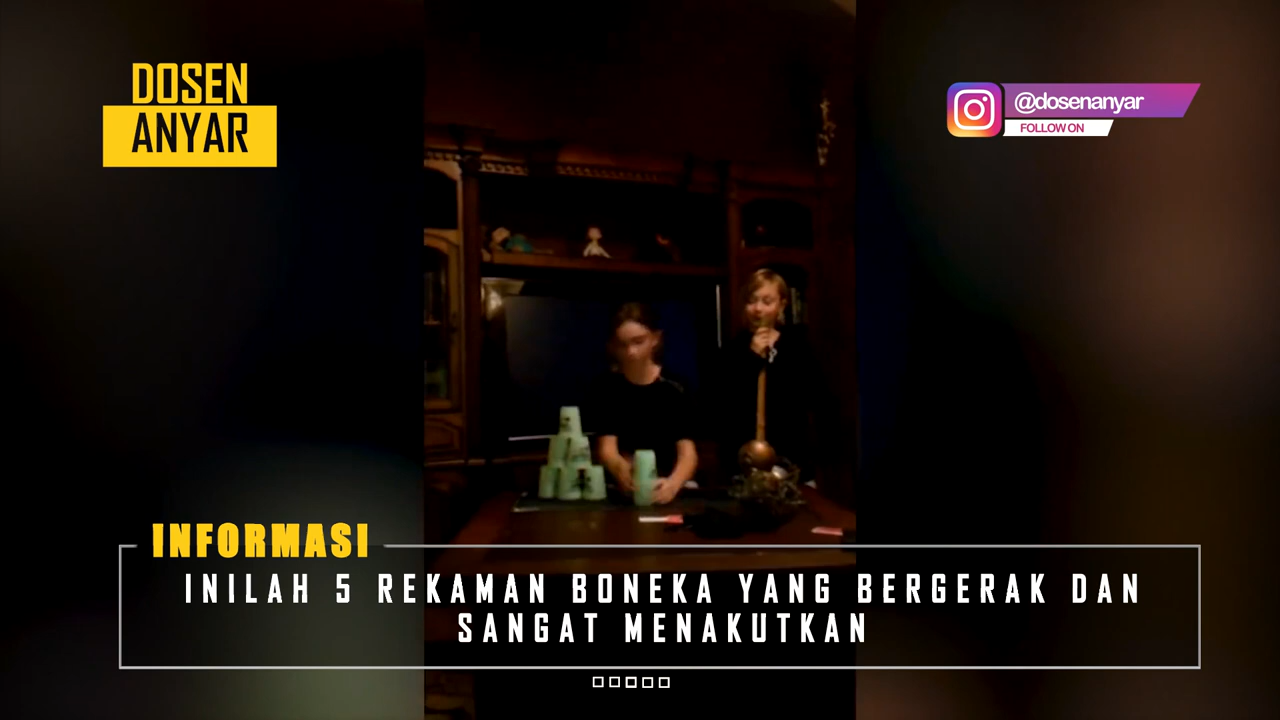 DOSEN
ANYAR
@dosenanyar
FOLLOW ON
INFORMASI
INILAH 5 REKAMAN BONEKA YANG BERGERAK DAN
SANGAT MENAKUTKAN